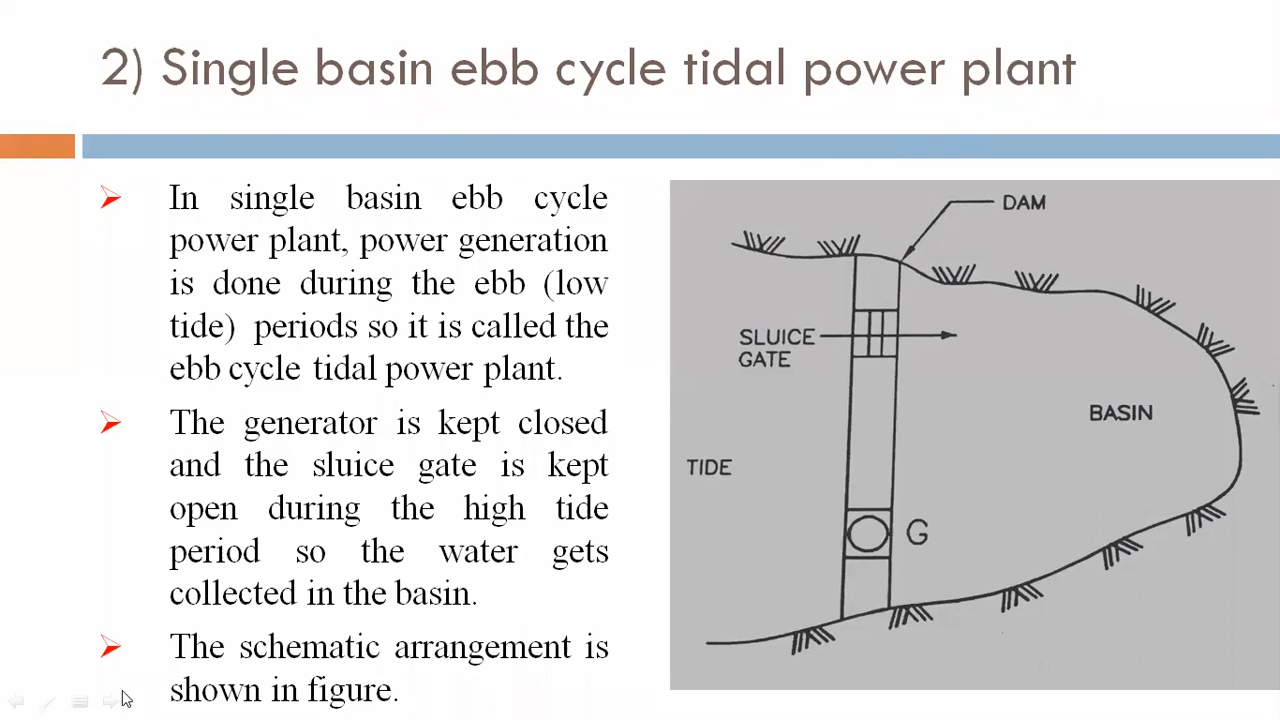 2) Single basin ebb cycle tidal power plant
In single basin ebb cycle
power plant, power generation
is done during the ebb (low
tide) periods so it is called the
ebb cycle tidal power plant.
The generator is kept closed
and the sluice gate is kept
open during the high tide
period so the water gets
collected in the basin.
The schematic arrangement is
shown in figure.
DAM
SLUICE
GATE
BASIN
TIDE
G